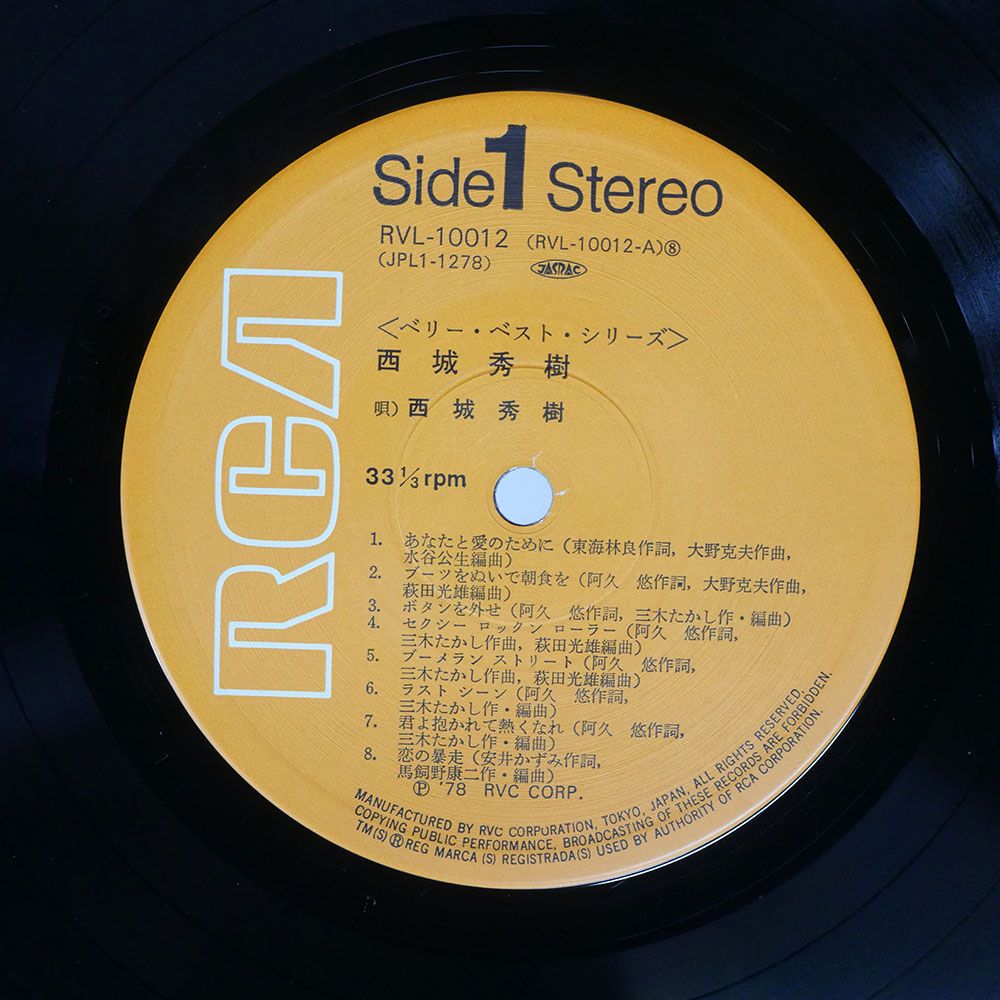 Side 1 Stereo
RVL-10012 (RVL-10012-A)⑧
(JPL1-1278) JASRAC
RCA
〈ベリー・ベスト・シリーズ〉
西城秀樹
唄)西城秀樹
33 1/3 rpm
1. あなたと愛のために(東海林良作詞, 大野克夫作曲,
水谷公生編曲)
2. ブーツをぬいで朝食を(阿久 悠作詞, 大野克夫作曲,
萩田光雄編曲)
3. ボタンを外せ(阿久 悠作詞, 三木たかし作・編曲)
4. セクシー ロックン ローラー(阿久 悠作詞,
三木たかし作曲, 萩田光雄編曲)
5. ブーメラン ストリート(阿久 悠作詞,
三木たかし作曲, 萩田光雄編曲)
6. ラスト シーン(阿久 悠作詞,
三木たかし作・編曲)
7. 君よ抱かれて熱くなれ(阿久 悠作詞,
三木たかし作・編曲)
8. 恋の暴走(安井かずみ作詞,
馬飼野康二作・編曲)
Ⓟ '78 RVC CORP.
MANUFACTURED BY RVC CORPORATION, TOKYO, JAPAN, ALL RIGHTS RESERVED.
COPYING PUBLIC PERFORMANCE, BROADCASTING OF THESE RECORDS ARE FORBIDDEN.
TM(S) ® REG MARCA (S) REGISTRADA(S) USED BY AUTHORITY OF RCA CORPORATION.